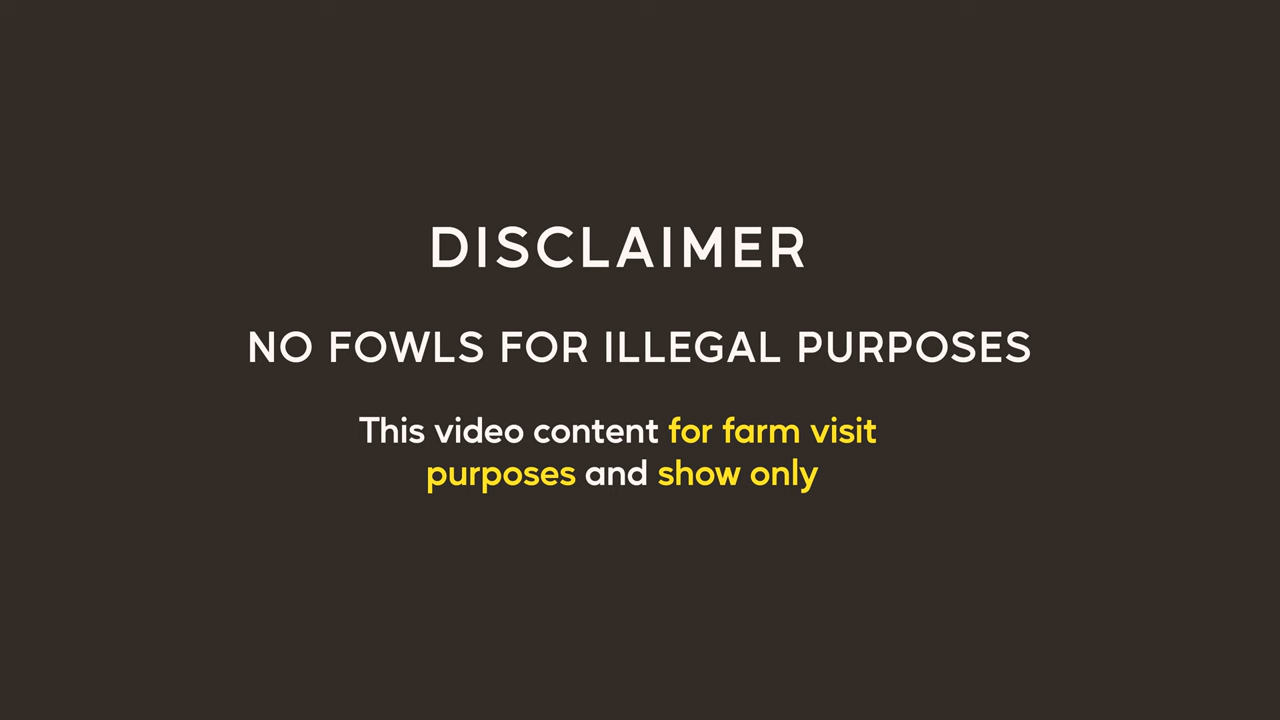 DISCLAIMER
NO FOWLS FOR ILLEGAL PURPOSES
This video content for farm visit
purposes and show only